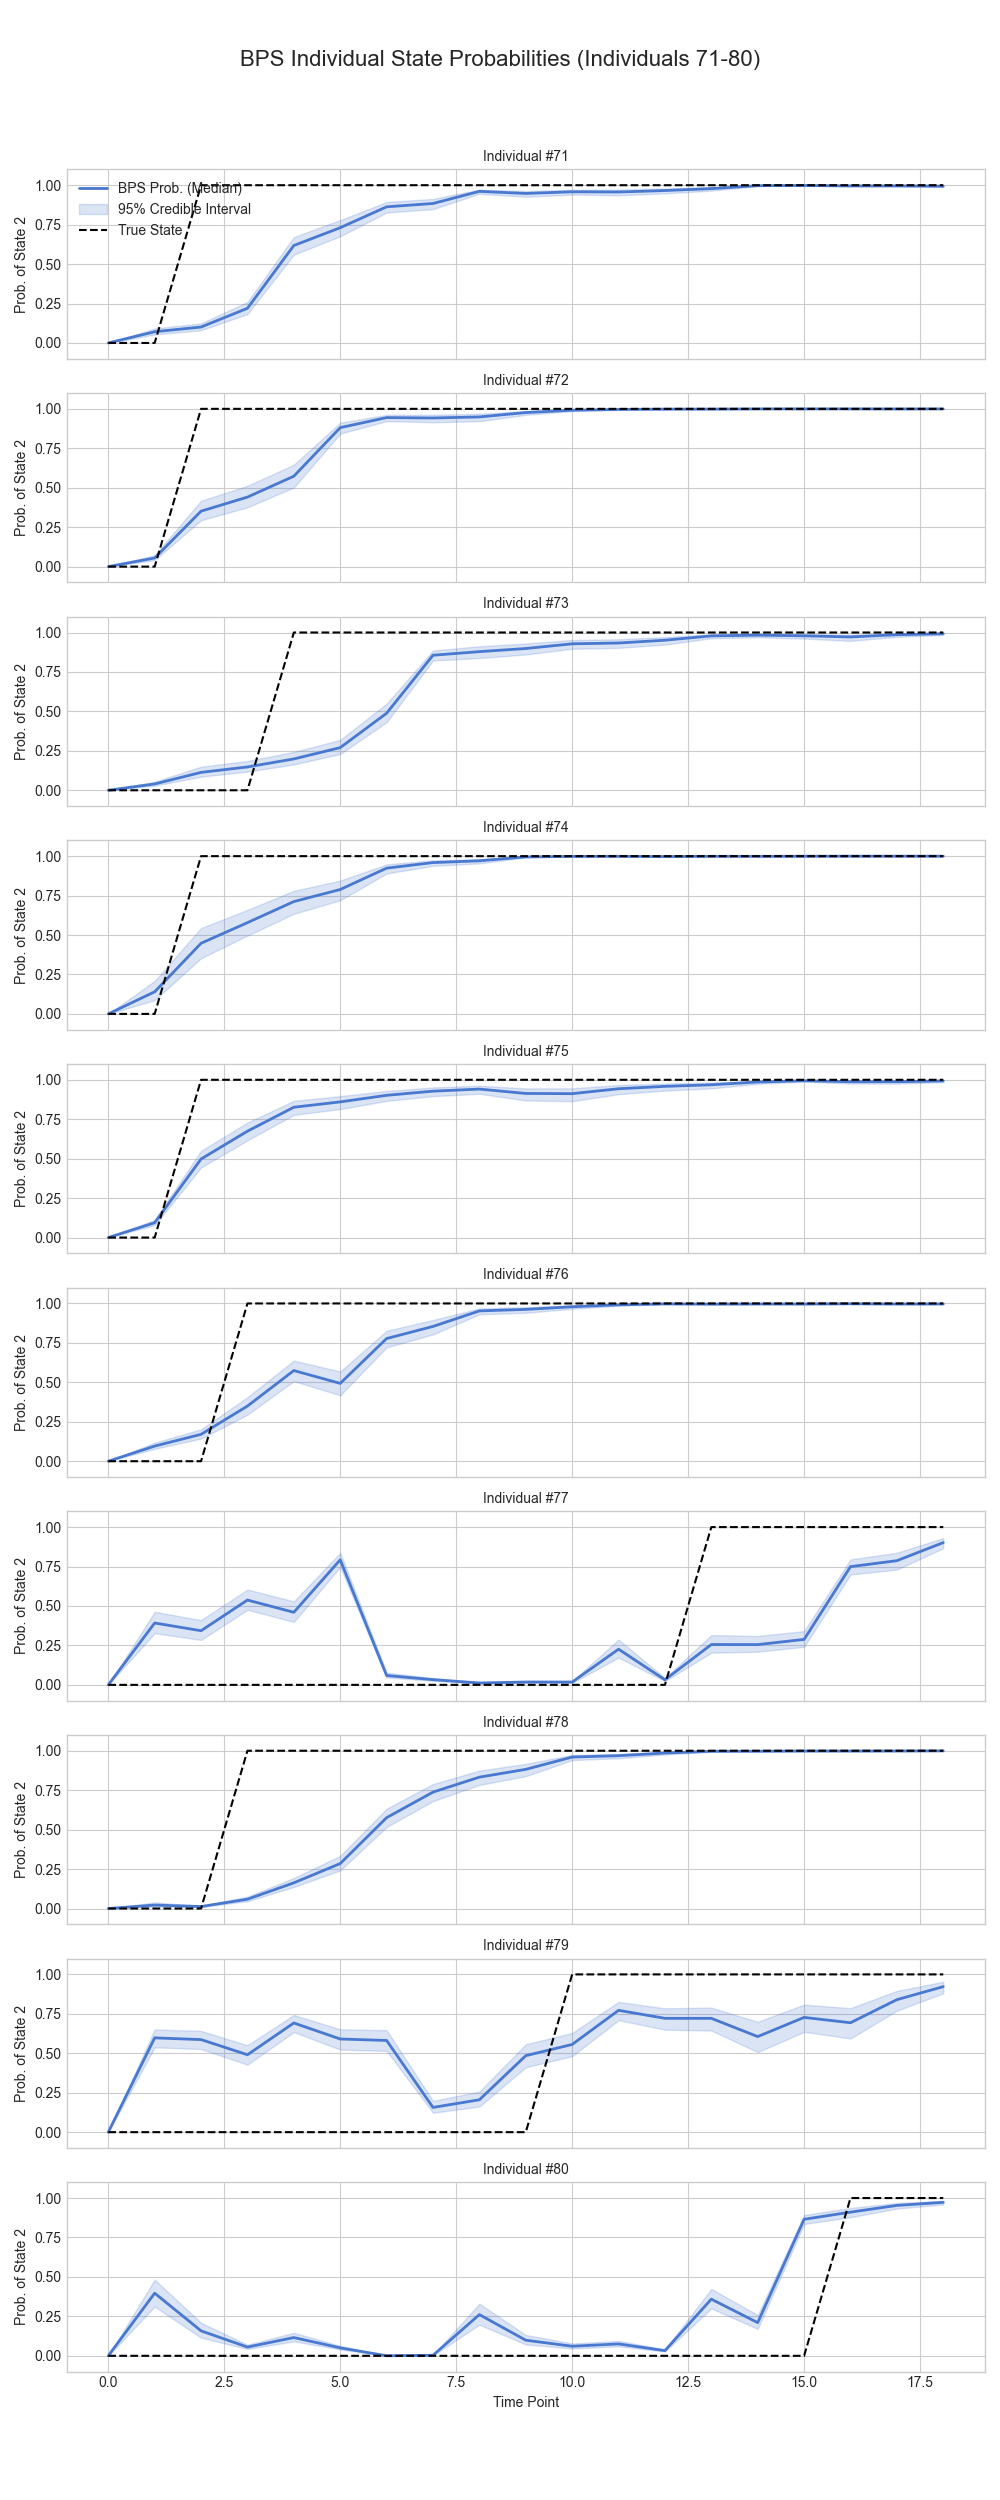 BPS Individual State Probabilities (Individuals 71-80)
Individual #71
BPS Prob. (Median)
95% Credible Interval
True State
Prob. of State 2
1.00
0.75
0.50
0.25
0.00
Individual #72
Prob. of State 2
1.00
0.75
0.50
0.25
0.00
Individual #73
Prob. of State 2
1.00
0.75
0.50
0.25
0.00
Individual #74
Prob. of State 2
1.00
0.75
0.50
0.25
0.00
Individual #75
Prob. of State 2
1.00
0.75
0.50
0.25
0.00
Individual #76
Prob. of State 2
1.00
0.75
0.50
0.25
0.00
Individual #77
Prob. of State 2
1.00
0.75
0.50
0.25
0.00
Individual #78
Prob. of State 2
1.00
0.75
0.50
0.25
0.00
Individual #79
Prob. of State 2
1.00
0.75
0.50
0.25
0.00
Individual #80
Prob. of State 2
1.00
0.75
0.50
0.25
0.00
0.0 2.5 5.0 7.5 10.0 12.5 15.0 17.5
Time Point